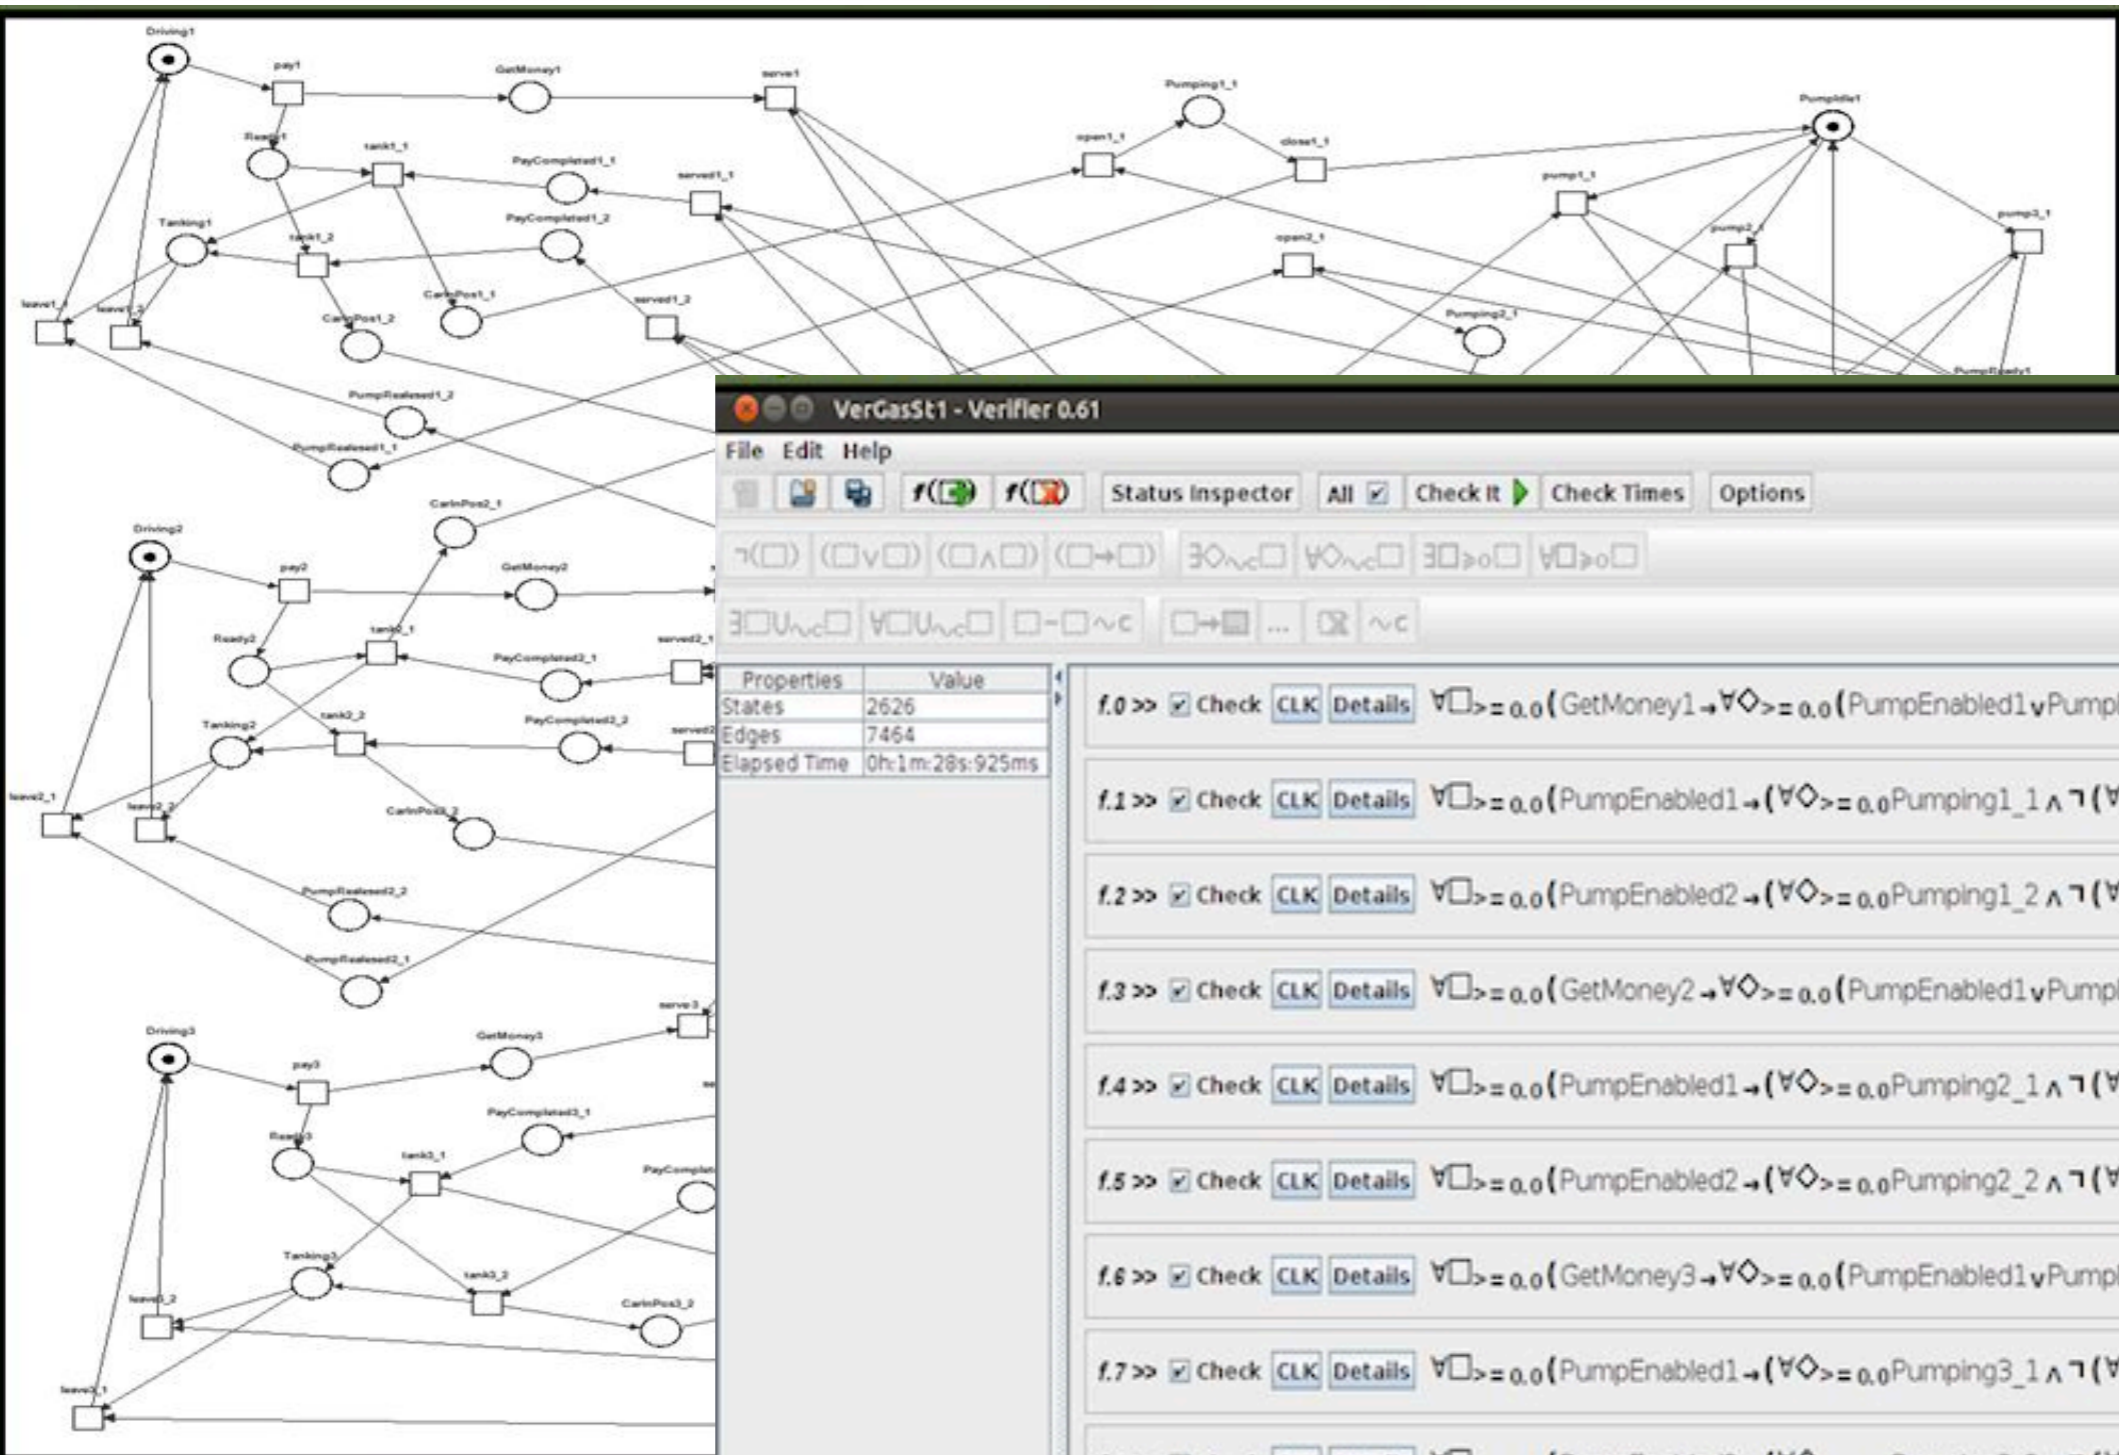 Driving1
pay1
GetMoney1
serve1
Pumping1_1
PumpIdle1
Ready1
tank1_1
PayCompleted1_1
served1_1
open1_1
close1_1
pump1_1
Tanking1
tank1_2
PayCompleted1_2
open2_1
pump2_1
pump3_1
leave1_1
leave1_2
CarInPos1_2
CarInPos1_1
served1_2
Pumping2_1
PumpReady1
PumpRealesed1_2
PumpRealesed1_1
CarInPos2_1
Driving2
pay2
GetMoney2
Ready2
tank2_1
PayCompleted2_1
served2_1
Tanking2
tank2_2
PayCompleted2_2
served2
leave2_1
leave2_2
CarInPos2_2
PumpRealesed2_2
PumpRealesed2_1
serve3
Driving3
pay3
GetMoney3
se
PayCompleted3_1
Ready3
tank3_1
PayComplet
Tanking3
tank3_2
leave3_2
CarInPos3_2
leave3_1
VerGasSt1 - Verifier 0.61
File Edit Help
f(□) f(□) Status Inspector All Check It Check Times Options
¬(□) (□∨□) (□∧□) (□→□) ∃◇~c□ ∀◇~c□ ∃□≥0□ ∀□≥0□
∃□U~c□ ∀□U~c□ □-□~c □→□ ... ~c
Properties Value
States 2626
Edges 7464
Elapsed Time 0h:1m:28s:925ms
f.0 >> Check CLK Details ∀□>=0.0(GetMoney1→∀◇>=0.0(PumpEnabled1∨Pump
f.1 >> Check CLK Details ∀□>=0.0(PumpEnabled1→(∀◇>=0.0Pumping1_1∧¬(∀
f.2 >> Check CLK Details ∀□>=0.0(PumpEnabled2→(∀◇>=0.0Pumping1_2∧¬(∀
f.3 >> Check CLK Details ∀□>=0.0(GetMoney2→∀◇>=0.0(PumpEnabled1∨Pump
f.4 >> Check CLK Details ∀□>=0.0(PumpEnabled1→(∀◇>=0.0Pumping2_1∧¬(∀
f.5 >> Check CLK Details ∀□>=0.0(PumpEnabled2→(∀◇>=0.0Pumping2_2∧¬(∀
f.6 >> Check CLK Details ∀□>=0.0(GetMoney3→∀◇>=0.0(PumpEnabled1∨Pump
f.7 >> Check CLK Details ∀□>=0.0(PumpEnabled1→(∀◇>=0.0Pumping3_1∧¬(∀